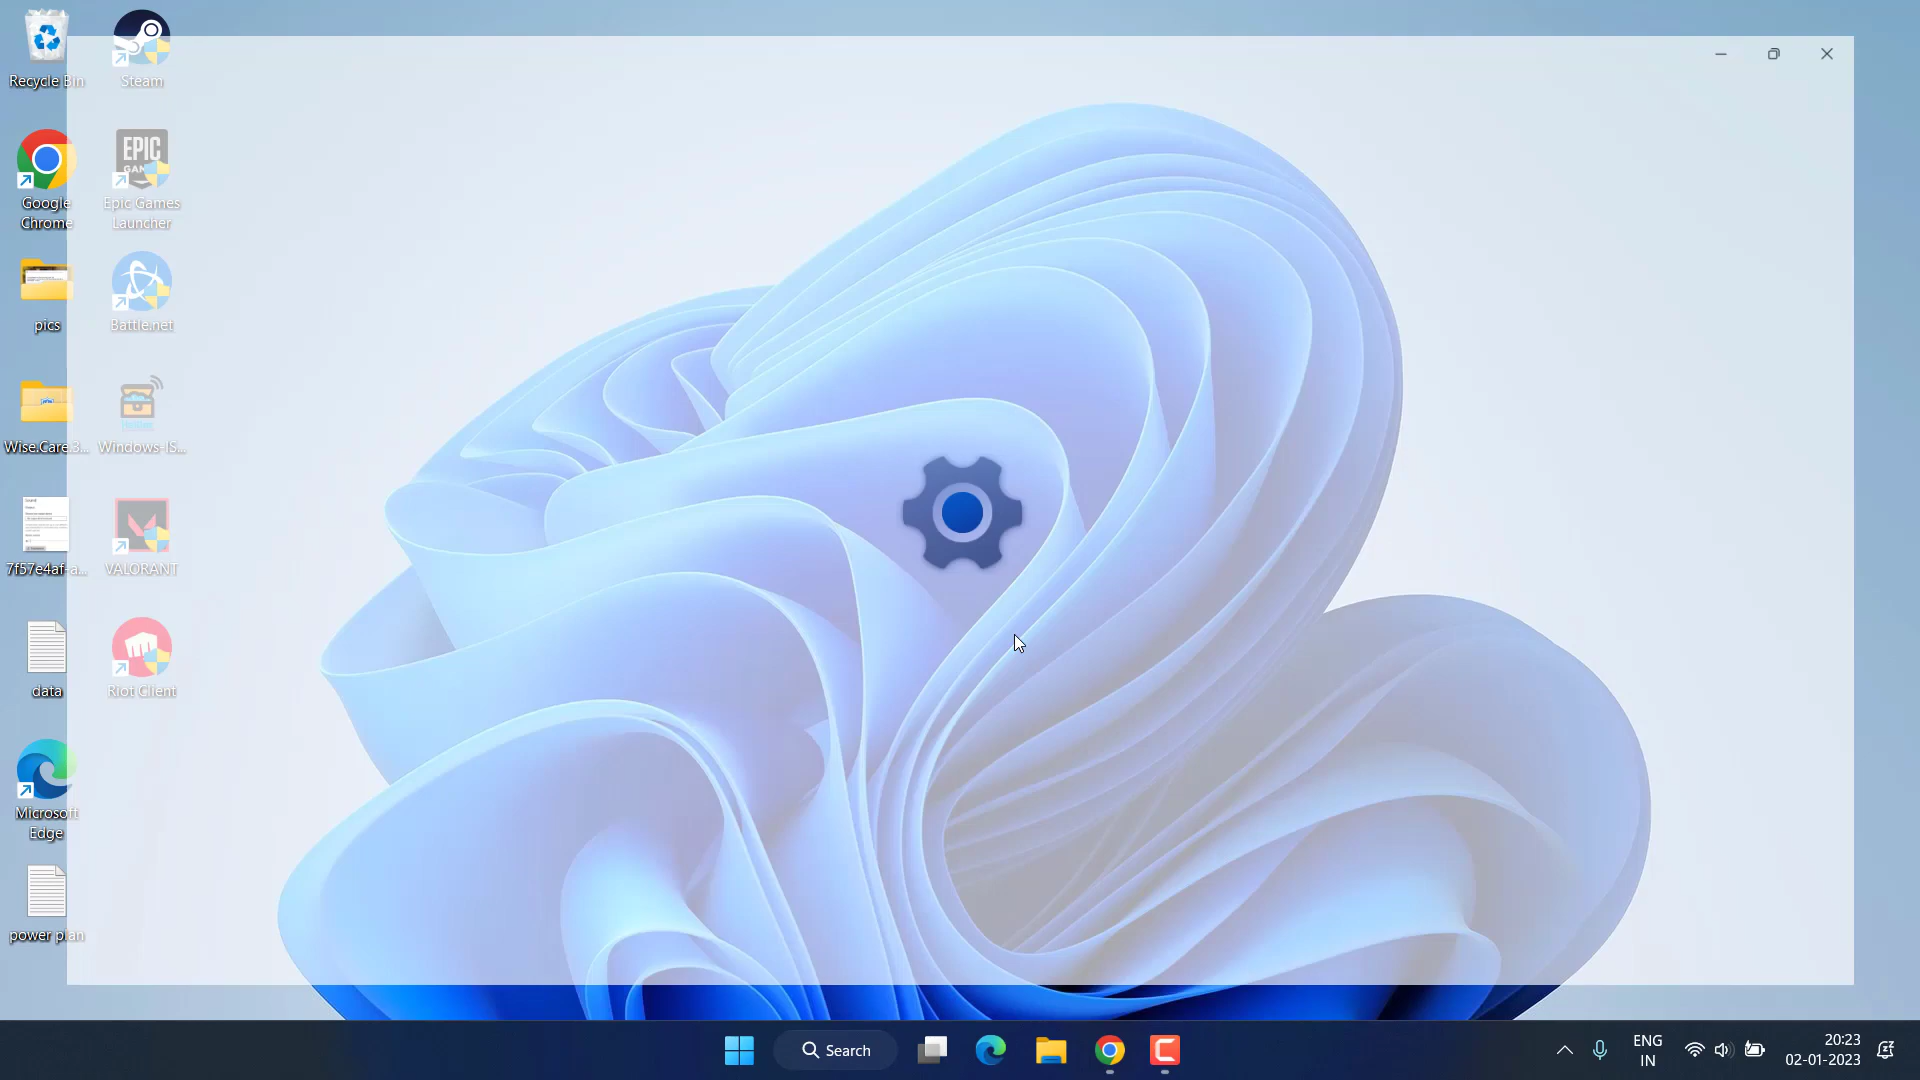 Recycle Bin
Steam
Google
Chrome
EPIC
GAMES
Epic Games
Launcher
pics
Battle.net
Wise.Care.3...
Windows-IS...
7f57e4af-a...
VALORANT
data
Riot Client
Microsoft
Edge
power plan
Search
ENG
IN
20:23
02-01-2023